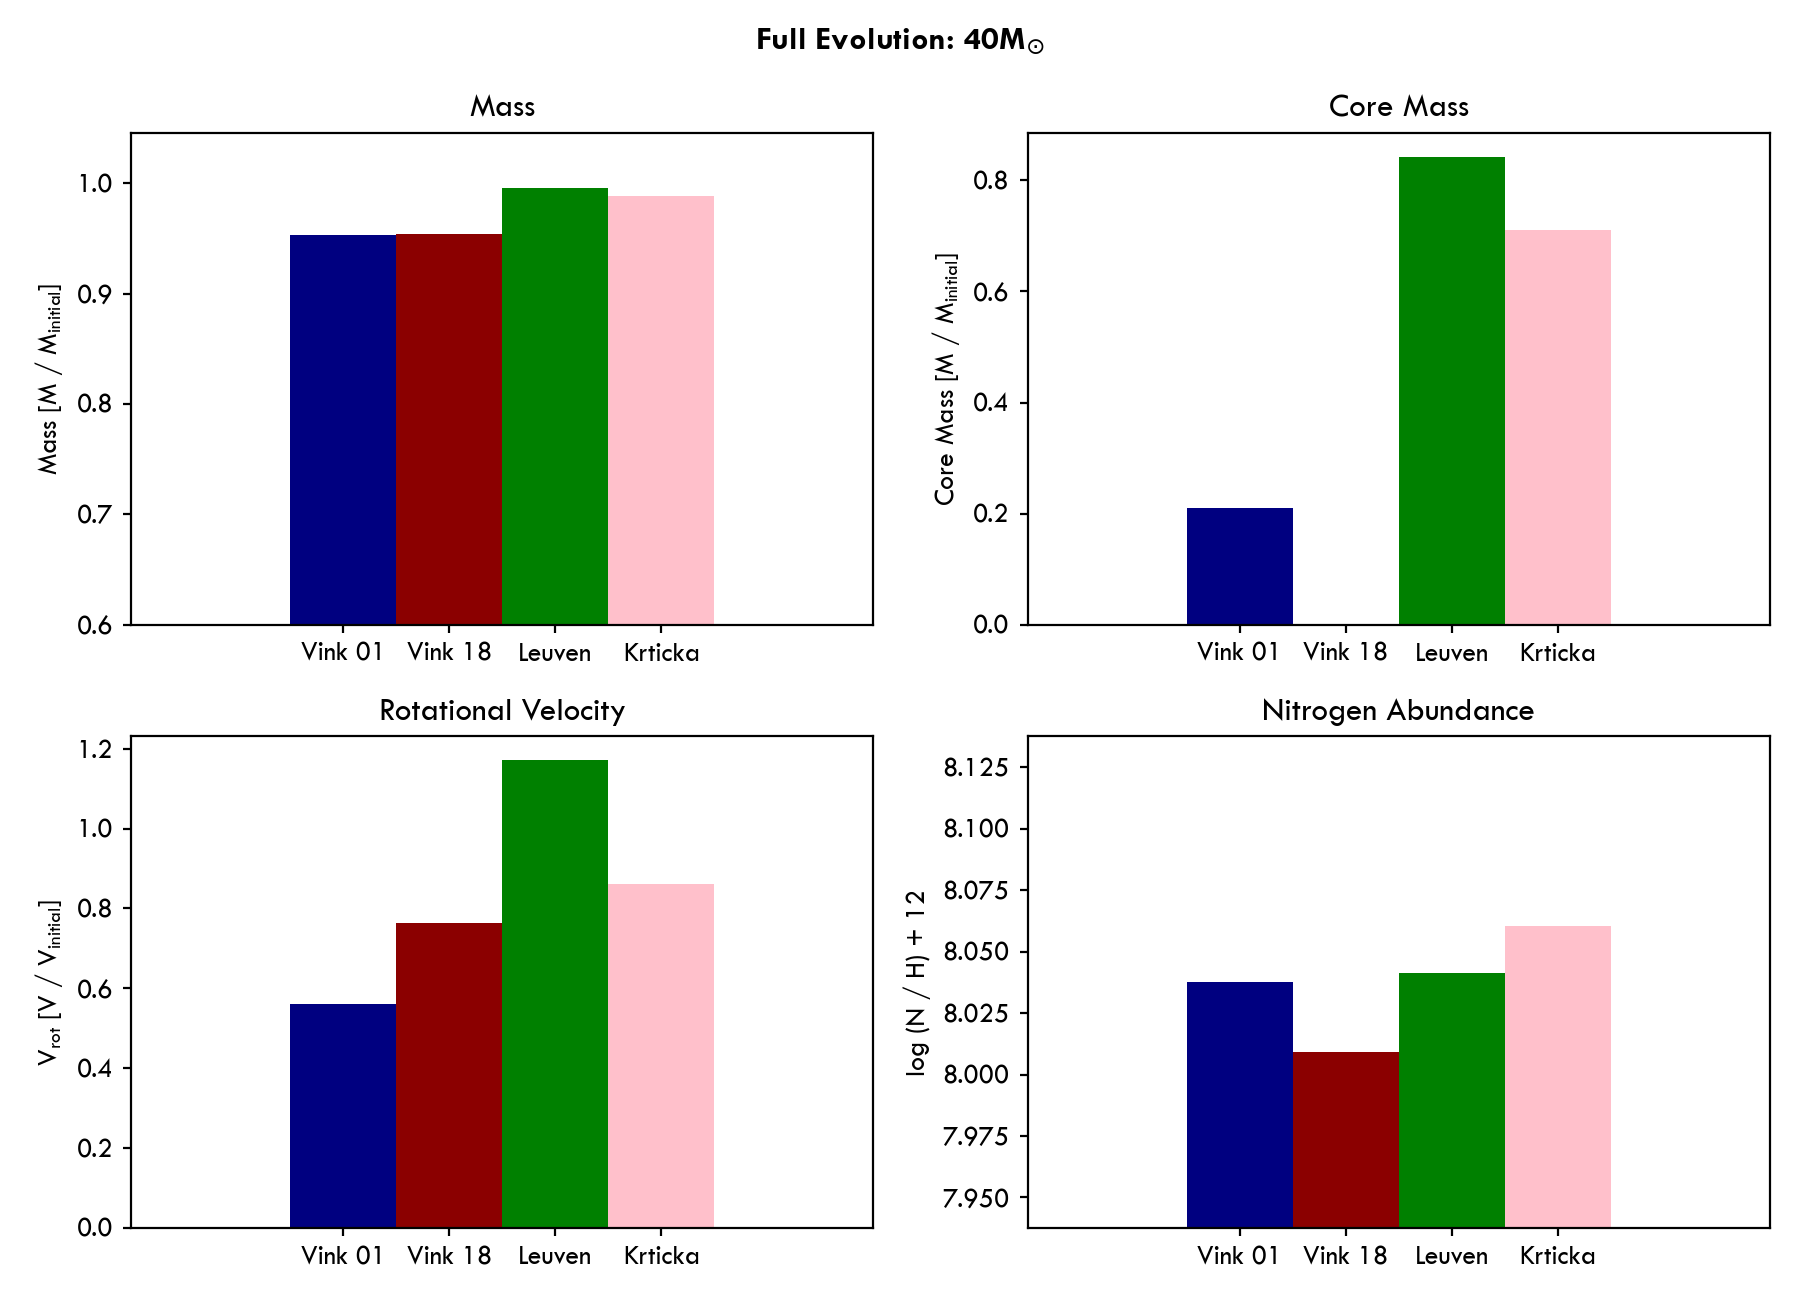 Full Evolution: 40M☉
Mass
Mass [M / Minitial]
1.0
0.9
0.8
0.7
0.6
Vink 01 Vink 18 Leuven Krticka
Core Mass
Core Mass [M / Minitial]
0.8
0.6
0.4
0.2
0.0
Vink 01 Vink 18 Leuven Krticka
Rotational Velocity
Vrot [V / Vinitial]
1.2
1.0
0.8
0.6
0.4
0.2
0.0
Vink 01 Vink 18 Leuven Krticka
Nitrogen Abundance
log (N / H) + 12
8.125
8.100
8.075
8.050
8.025
8.000
7.975
7.950
Vink 01 Vink 18 Leuven Krticka